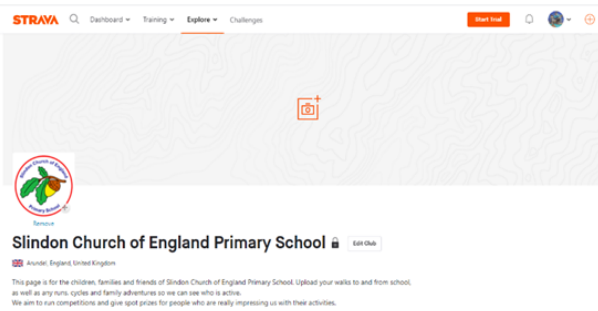 STRAVA Dashboard Training Explore Challenges Start Trial
Slindon Church of England
Primary School
Remove
Slindon Church of England Primary School Edit Club
Arundel, England, United Kingdom
This page is for the children, families and friends of Slindon Church of England Primary School. Upload your walks to and from school,
as well as any runs, cycles and family adventures so we can see who is active.
We aim to run competitions and give spot prizes for people who are really impressing us with their activities.